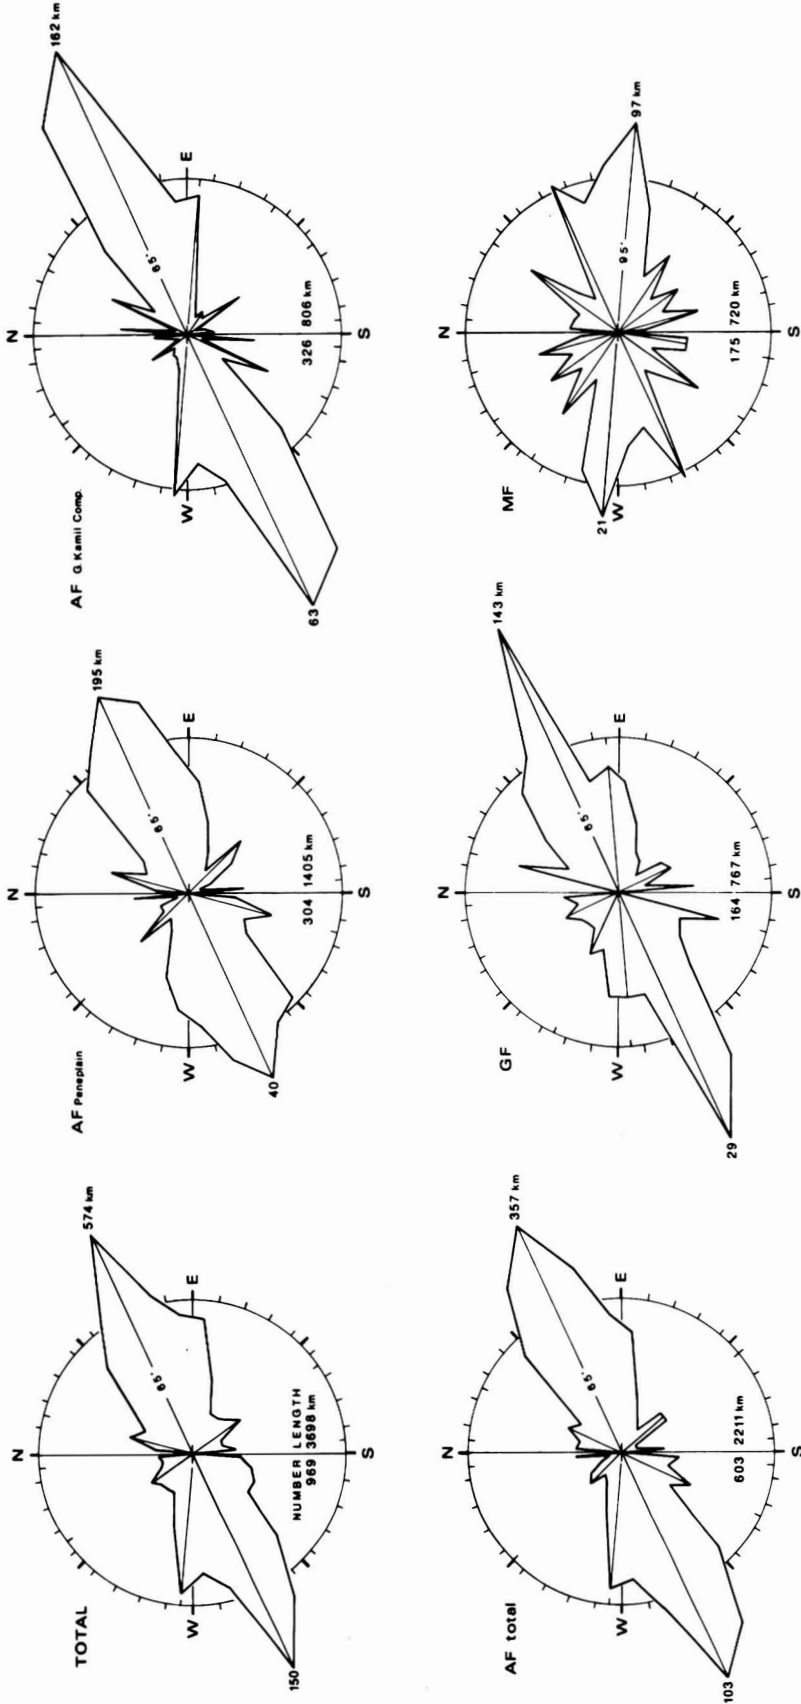 TOTAL
N
574 km
65°
E
W
NUMBER LENGTH
969 3698 km
150
S
AF Peneplain
N
195 km
65°
E
W
304 1405 km
40
S
AF G.Kamil Comp.
N
162 km
65°
E
W
326 806 km
63
S
AF total
N
357 km
65°
E
W
603 2211 km
103
S
GF
N
143 km
65°
E
W
164 767 km
29
S
MF
N
97 km
95°
E
W
21
175 720 km
S